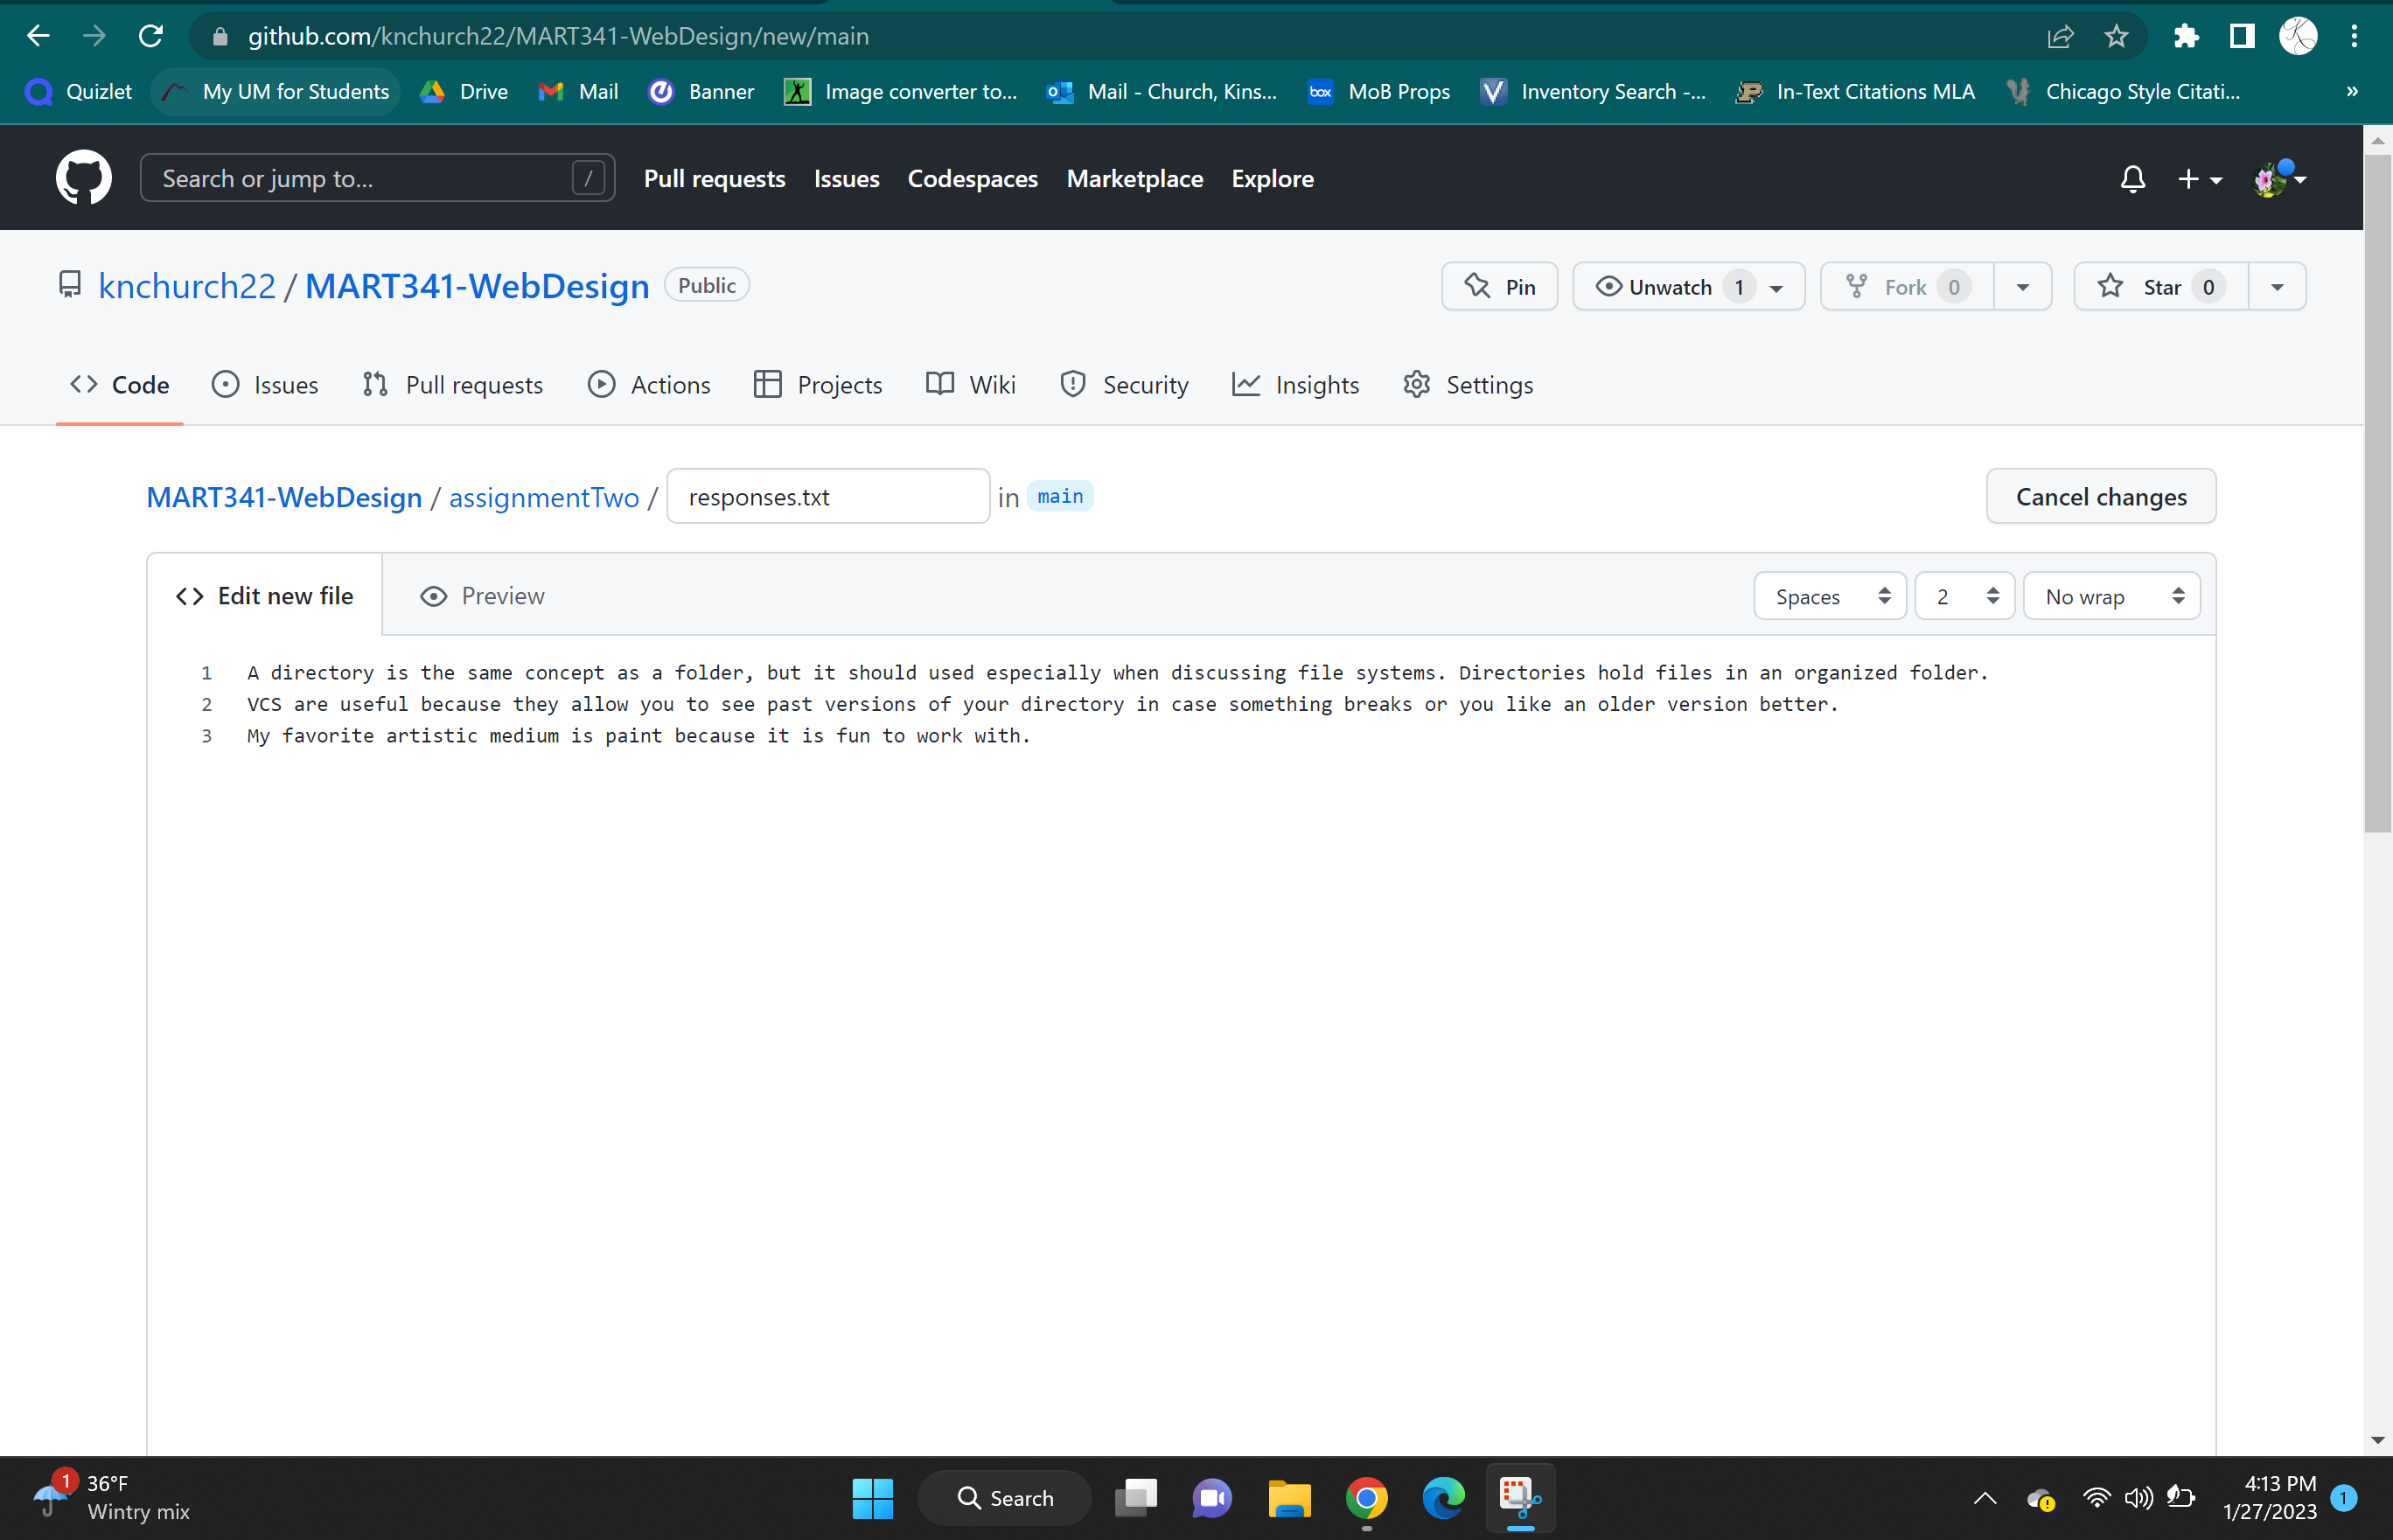 github.com/knchurch22/MART341-WebDesign/new/main
Quizlet My UM for Students Drive Mail Banner Image converter to... Mail - Church, Kins... box MoB Props Inventory Search -... In-Text Citations MLA Chicago Style Citati... »
Search or jump to... / Pull requests Issues Codespaces Marketplace Explore
knchurch22 / MART341-WebDesign Public Pin Unwatch 1 Fork 0 Star 0
Code Issues Pull requests Actions Projects Wiki Security Insights Settings
MART341-WebDesign / assignmentTwo / responses.txt in main Cancel changes
Edit new file Preview Spaces 2 No wrap
1 A directory is the same concept as a folder, but it should used especially when discussing file systems. Directories hold files in an organized folder.
2 VCS are useful because they allow you to see past versions of your directory in case something breaks or you like an older version better.
3 My favorite artistic medium is paint because it is fun to work with.
1 36°F
Wintry mix
Search
4:13 PM
1/27/2023
1